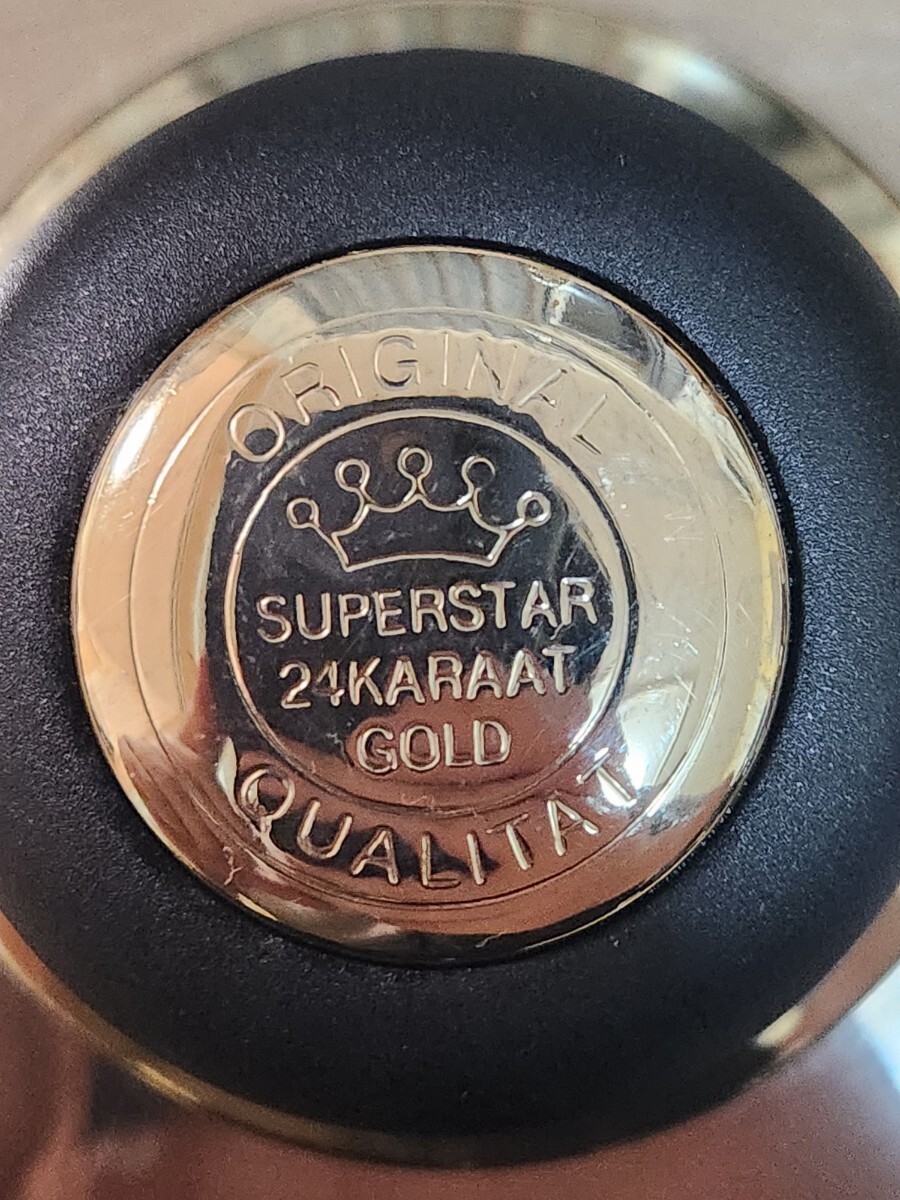 ORIGINAL
SUPERSTAR
24KARAAT
GOLD
QUALITAT